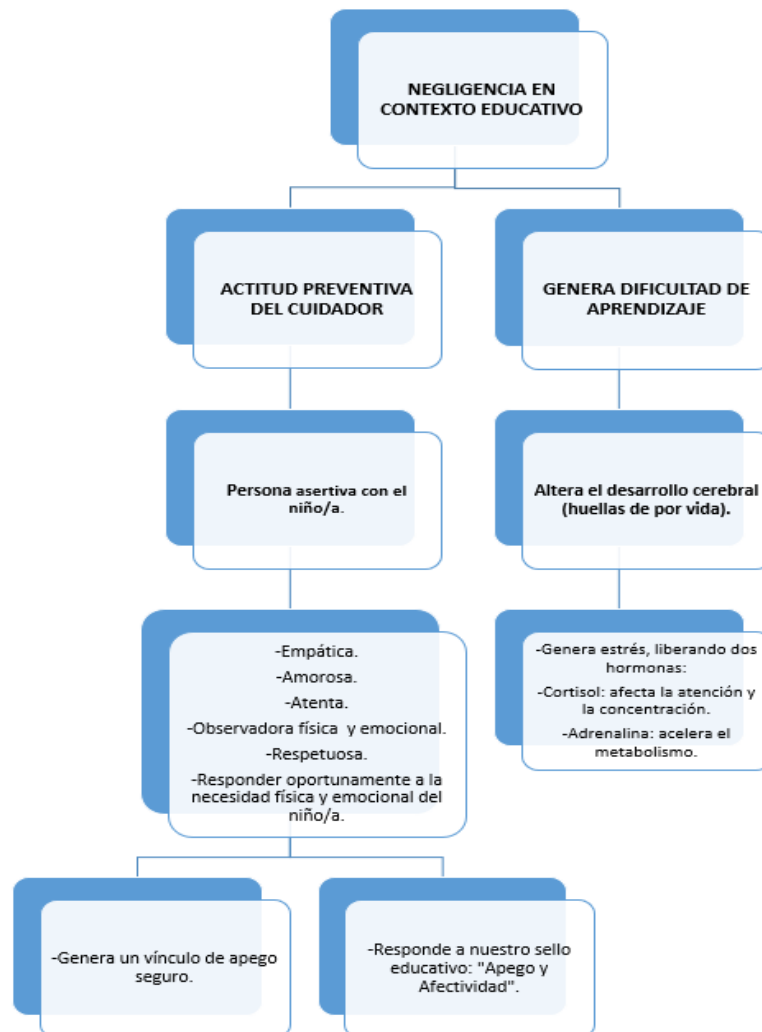 NEGLIGENCIA EN
CONTEXTO EDUCATIVO
ACTITUD PREVENTIVA
DEL CUIDADOR
GENERA DIFICULTAD DE
APRENDIZAJE
Persona asertiva con el
niño/a.
Altera el desarrollo cerebral
(huellas de por vida).
-Empática.
-Amorosa.
-Atenta.
-Observadora física y emocional.
-Respetuosa.
-Responder oportunamente a la
necesidad física y emocional del
niño/a.
-Genera estrés, liberando dos
hormonas:
-Cortisol: afecta la atención y
la concentración.
-Adrenalina: acelera el
metabolismo.
-Genera un vínculo de apego
seguro.
-Responde a nuestro sello
educativo: "Apego y
Afectividad".